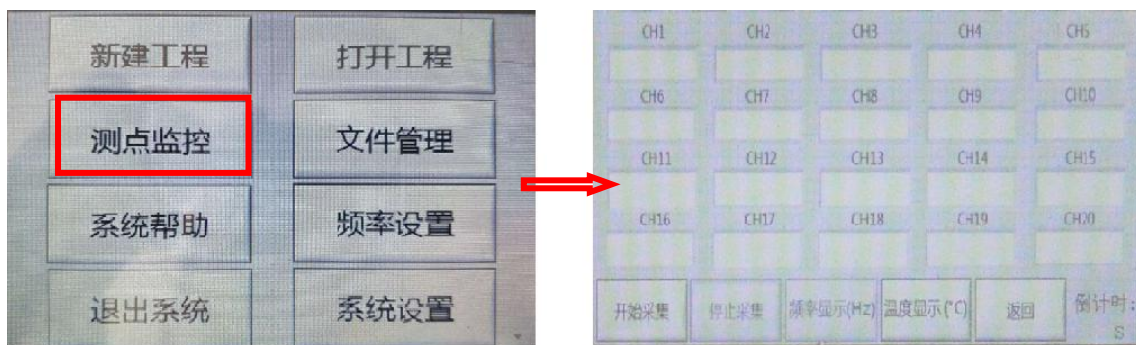 新建工程 打开工程
测点监控 文件管理
系统帮助 频率设置
退出系统 系统设置
CH1 CH2 CH3 CH4 CH5
CH6 CH7 CH8 CH9 CH10
CH11 CH12 CH13 CH14 CH15
CH16 CH17 CH18 CH19 CH20
开始采集 停止采集 频率显示(Hz) 温度显示(°C) 返回 倒计时:
S